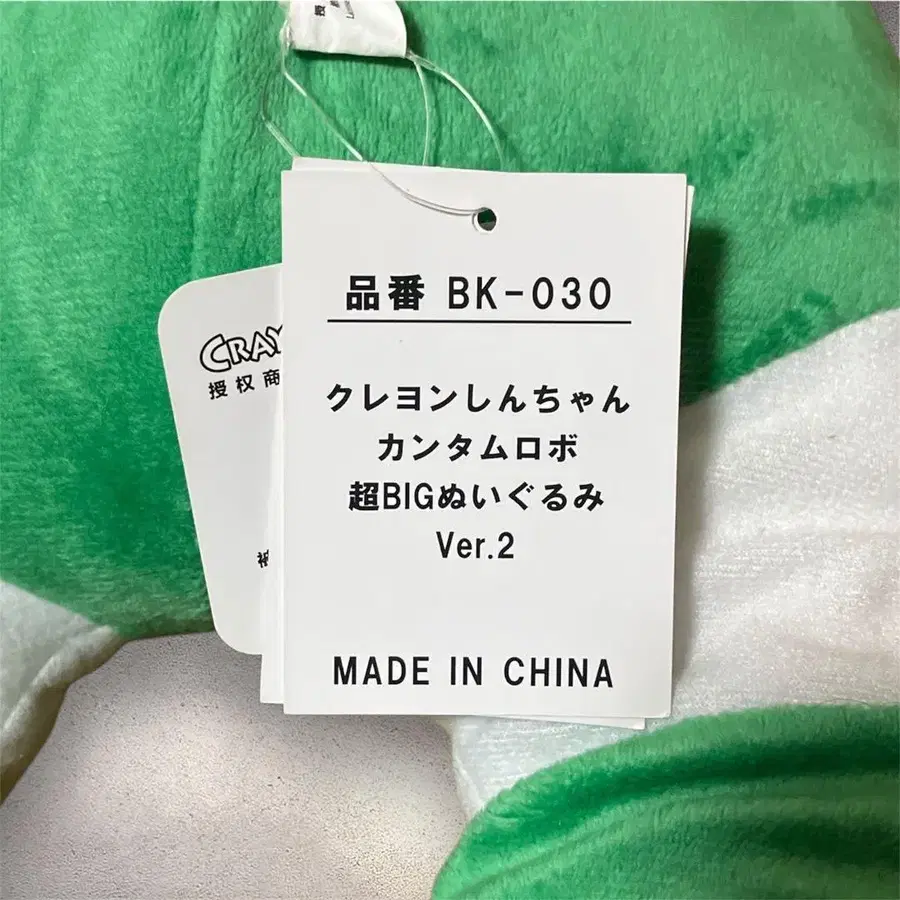 品番 BK-030
クレヨンしんちゃん
カンタムロボ
超BIGぬいぐるみ
Ver.2
MADE IN CHINA
CRAY
授权商